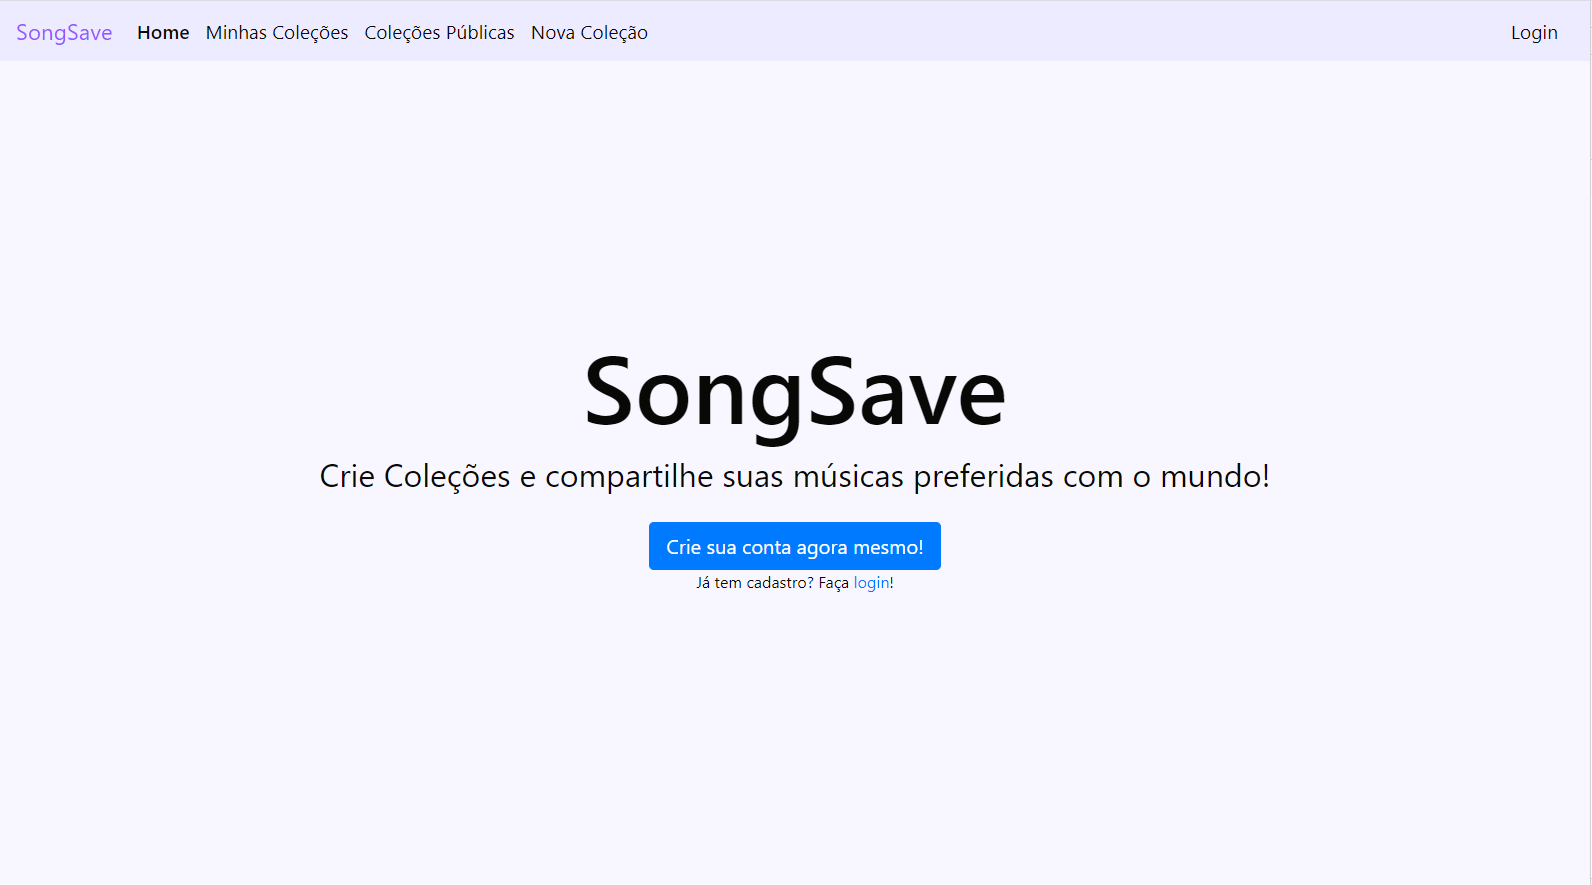 SongSave Home Minhas Coleções Coleções Públicas Nova Coleção Login
SongSave
Crie Coleções e compartilhe suas músicas preferidas com o mundo!
Crie sua conta agora mesmo!
Já tem cadastro? Faça login!